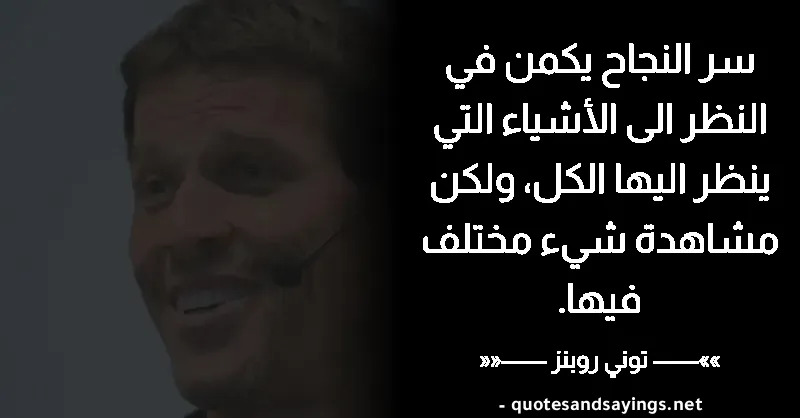 سر النجاح يكمن في
النظر الى الأشياء التي
ينظر اليها الكل، ولكن
مشاهدة شيء مختلف
فيها.
»»—— توني روبنز ——««
- quotesandsayings.net